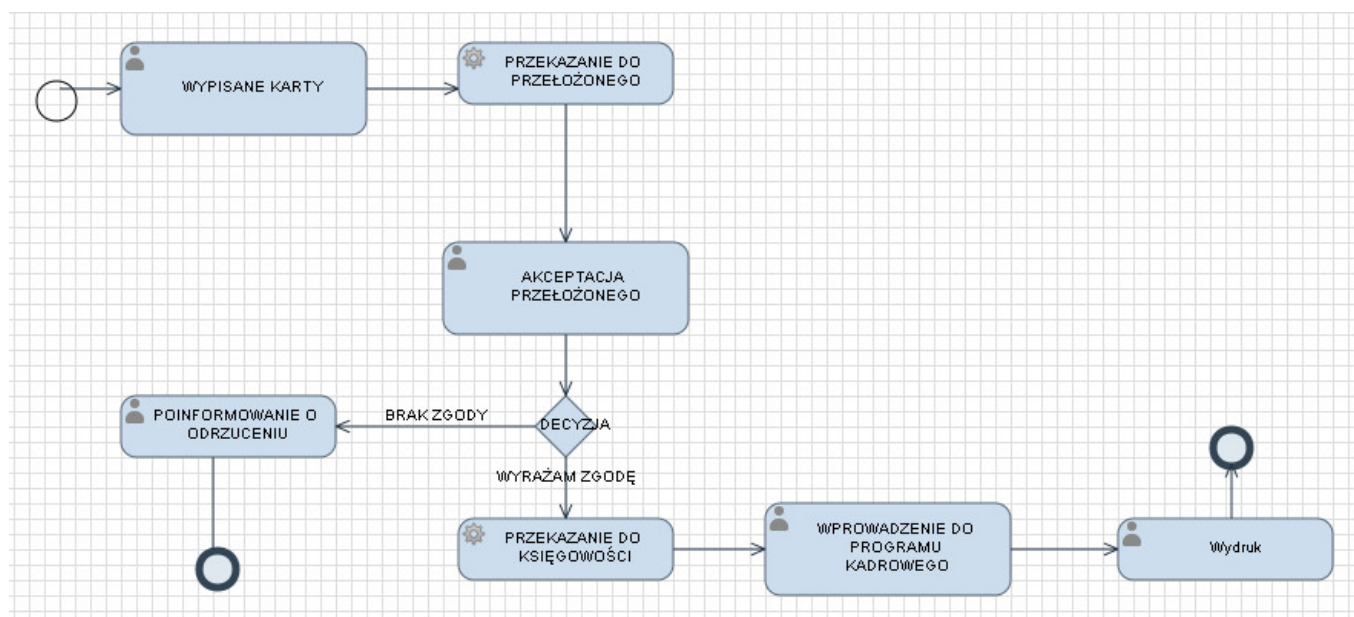 WYPISANE KARTY
PRZEKAZANIE DO
PRZEŁOŻONEGO
AKCEPTACJA
PRZEŁOŻONEGO
POINFORMOWANIE O
ODRZUCENIU
BRAK ZGODY
DECYZJA
WYRAŻAM ZGODĘ
PRZEKAZANIE DO
KSIĘGOWOŚCI
WPROWADZENIE DO
PROGRAMU
KADROWEGO
Wydruk